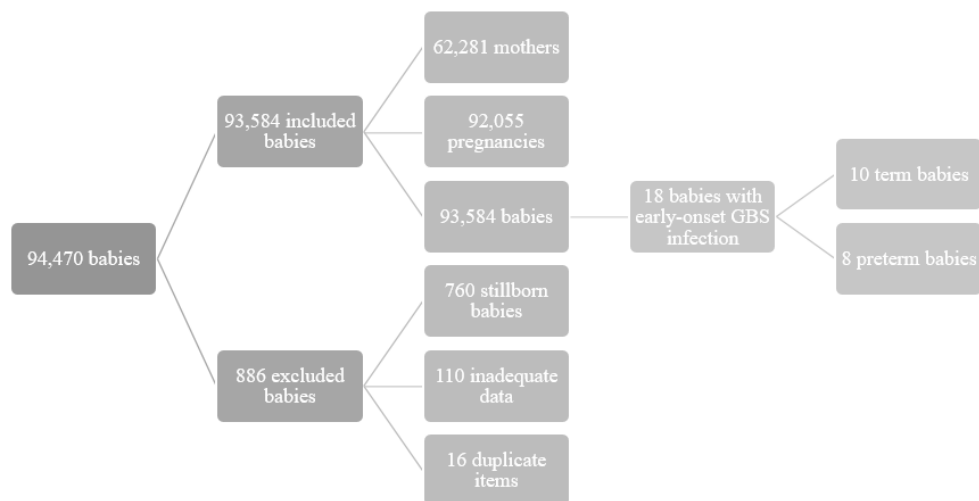 94,470 babies
93,584 included
babies
886 excluded
babies
62,281 mothers
92,055
pregnancies
93,584 babies
760 stillborn
babies
110 inadequate
data
16 duplicate
items
18 babies with
early-onset GBS
infection
10 term babies
8 preterm babies